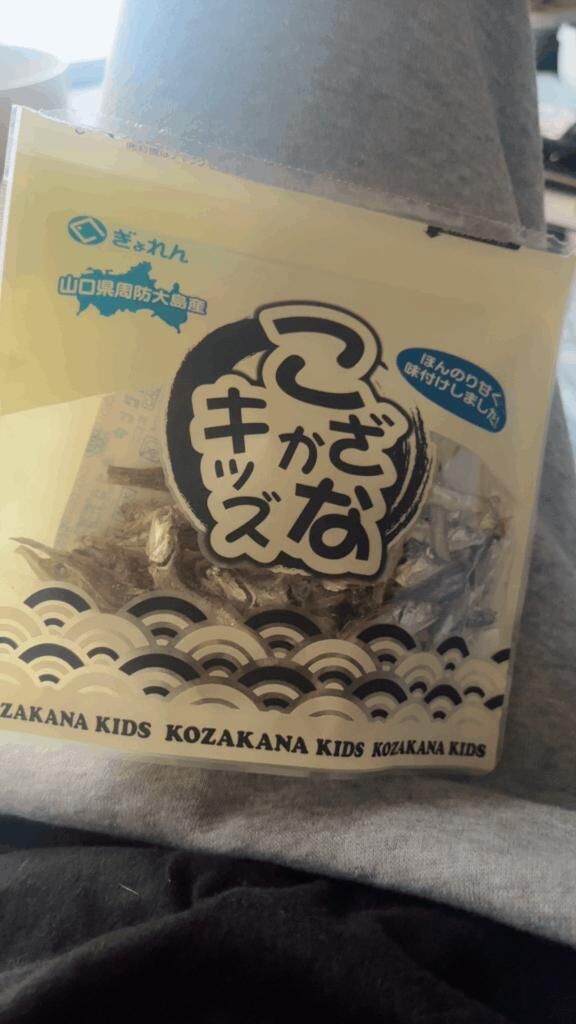 ぎょれん
山口県周防大島産
ほんのり甘く
味付けしました!
こざかな
キッズ
ZAKANA KIDS KOZAKANA KIDS KOZAKANA KIDS